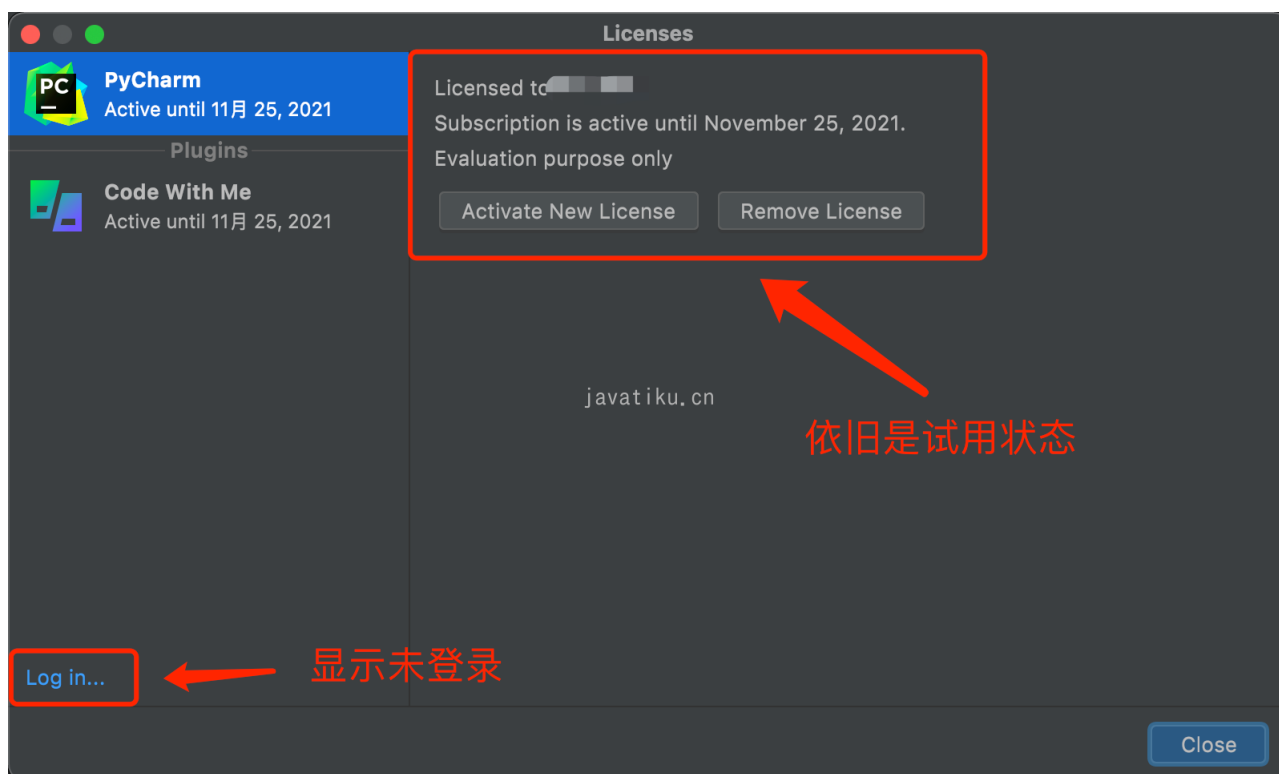 Licenses
PC
PyCharm
Active until 11月 25, 2021
Plugins
Code With Me
Active until 11月 25, 2021
Licensed to
Subscription is active until November 25, 2021.
Evaluation purpose only
Activate New License
Remove License
javatiku.cn
依旧是试用状态
Log in...
显示未登录
Close